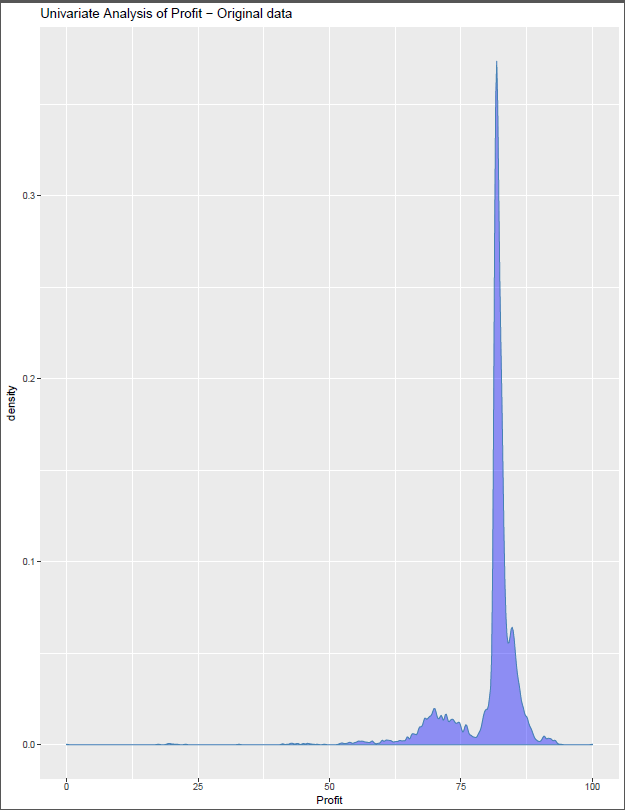 Univariate Analysis of Profit − Original data
0.3
0.2
density
0.1
0.0
0 25 50 75 100
Profit